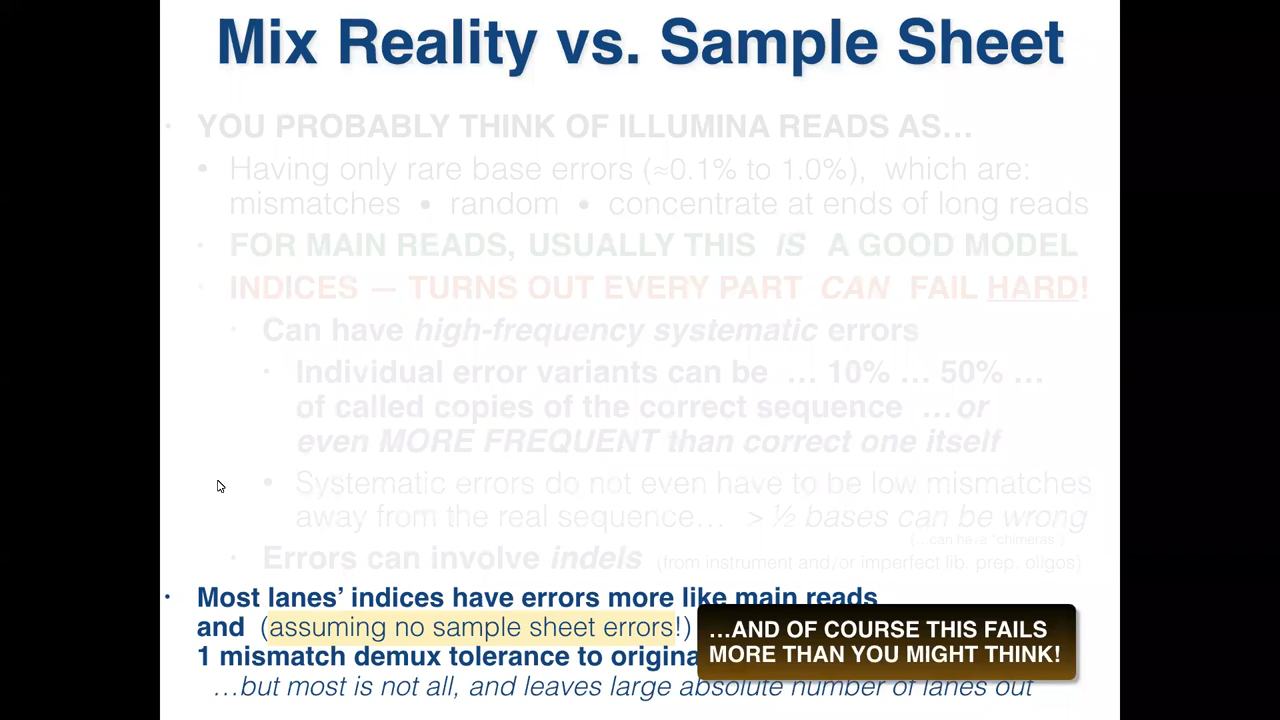 Mix Reality vs. Sample Sheet
• YOU PROBABLY THINK OF ILLUMINA READS AS…
• Having only rare base errors (≈0.1% to 1.0%), which are:
mismatches • random • concentrate at ends of long reads
• FOR MAIN READS, USUALLY THIS IS A GOOD MODEL
• INDICES — TURNS OUT EVERY PART CAN FAIL HARD!
• Can have high-frequency systematic errors
• Individual error variants can be … 10% … 50% …
of called copies of the correct sequence …or
even MORE FREQUENT than correct one itself
• Systematic errors do not even have to be low mismatches
away from the real sequence… > ½ bases can be wrong
(…can have "chimeras")
• Errors can involve indels (from instrument and/or imperfect lib. prep. oligos)
• Most lanes’ indices have errors more like main reads
and (assuming no sample sheet errors!)
1 mismatch demux tolerance to
…but most is not all, and leaves large absolute number of lanes out
…AND OF COURSE THIS FAILS
MORE THAN YOU MIGHT THINK!